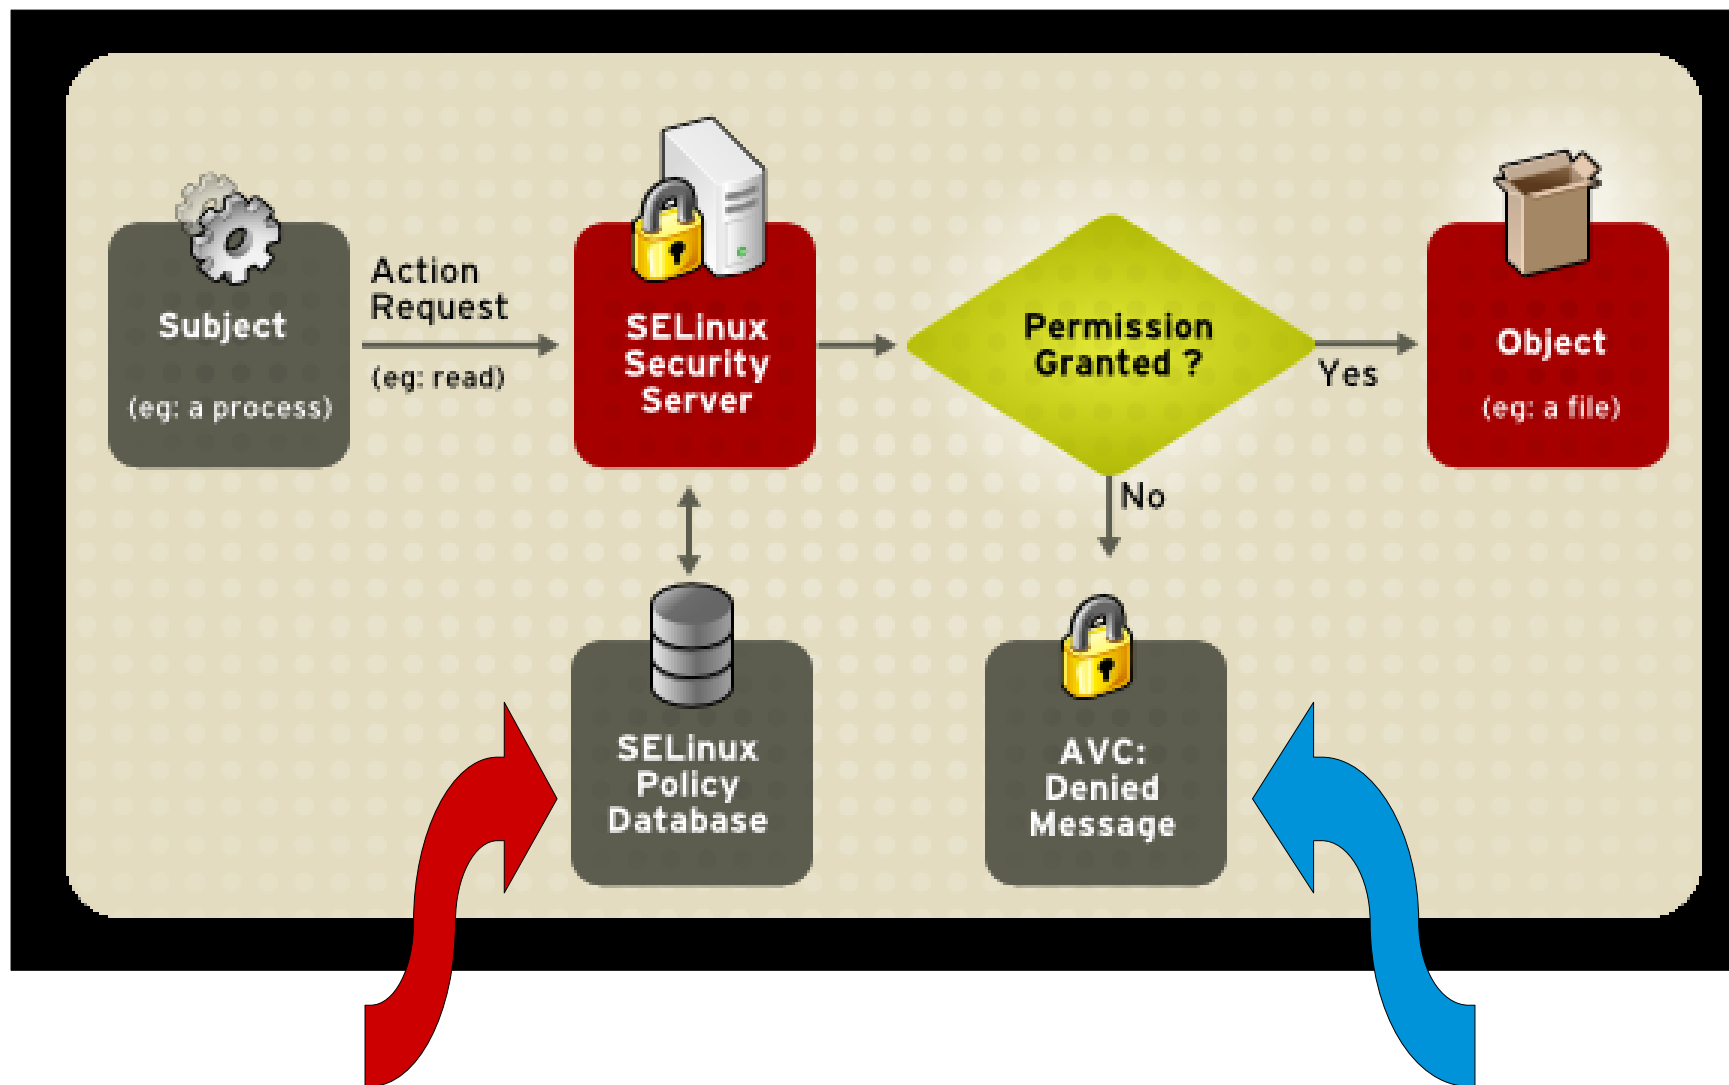 Subject
(eg: a process)
Action
Request
(eg: read)
SELinux
Security
Server
Permission
Granted ?
Yes
Object
(eg: a file)
No
SELinux
Policy
Database
AVC:
Denied
Message